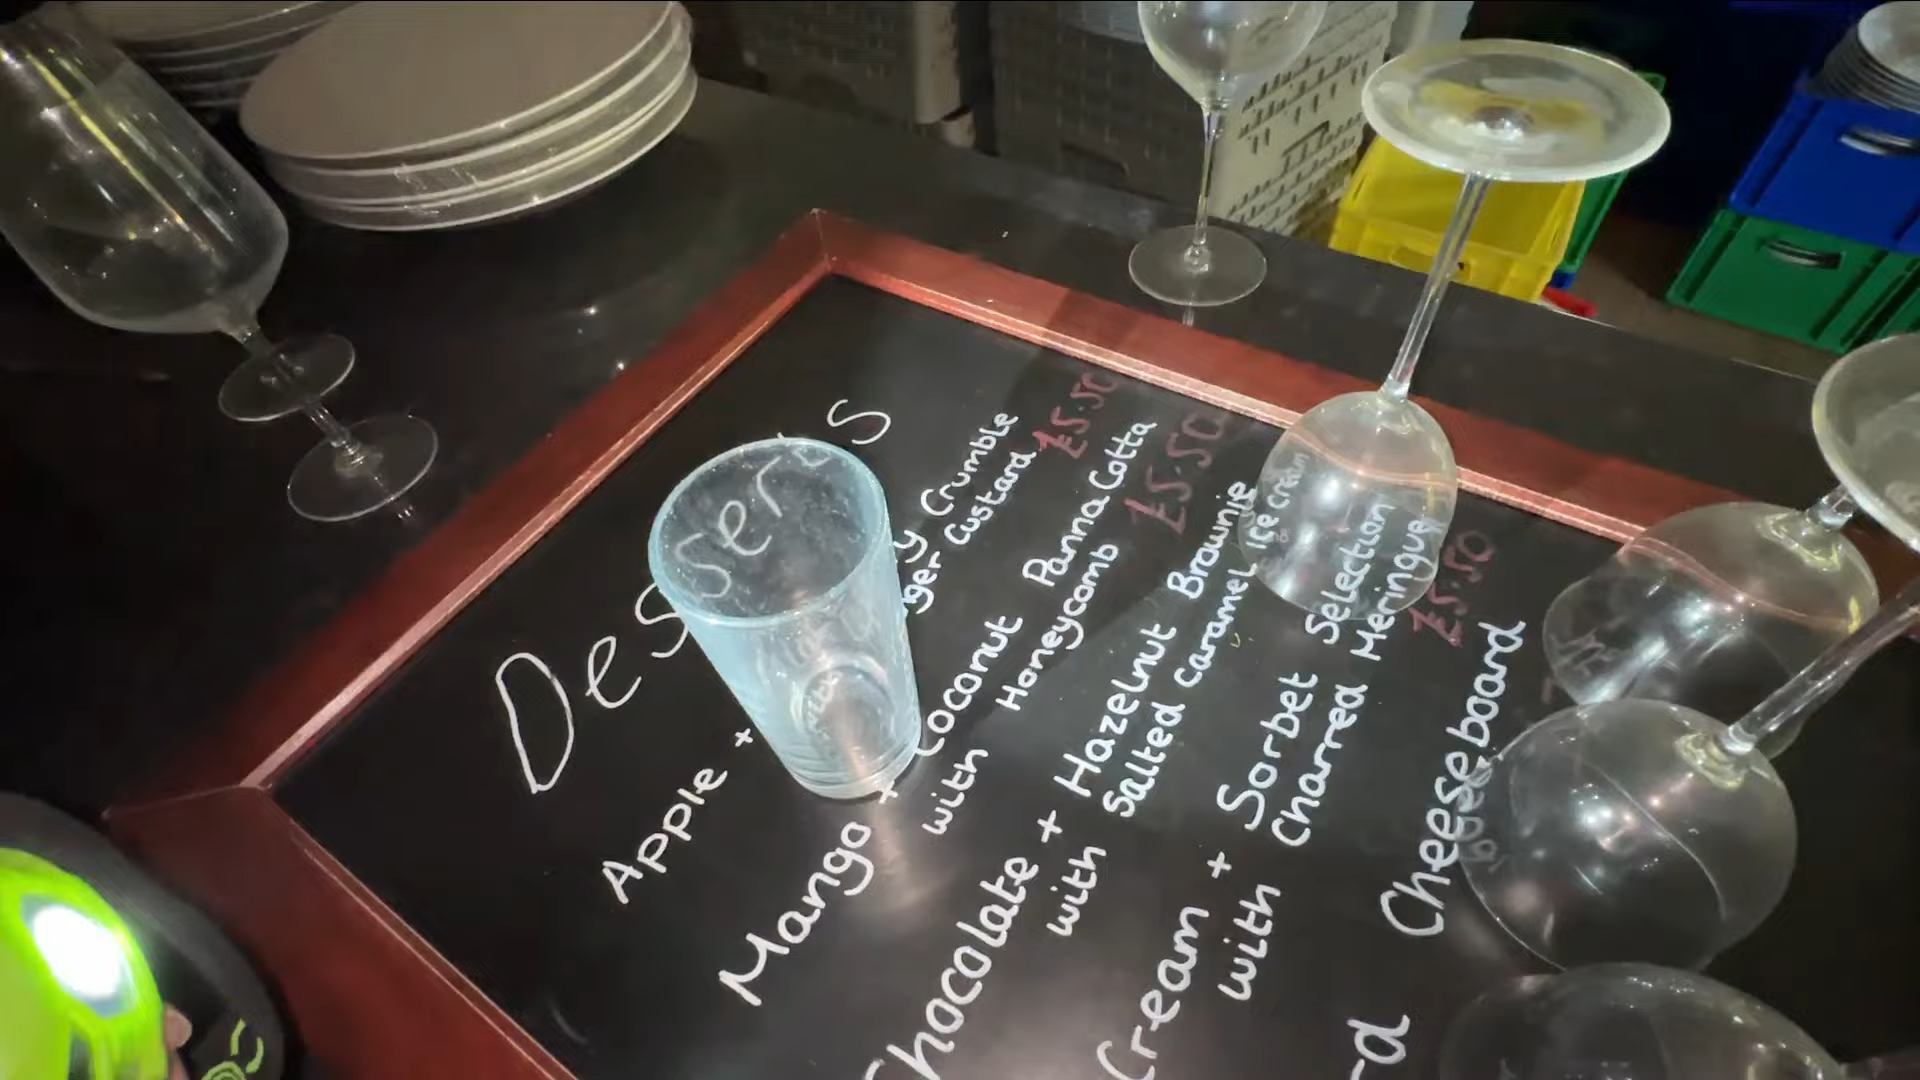 Desserts
Apple + Crumble
Custard £5.50
Mango + Coconut Panna Cotta
with Honeycomb £5.50
Chocolate + Hazelnut Brownie
with Salted Caramel Ice Cream
Cream + Sorbet Selection
with Charred Meringue £5.50
Cheeseboard